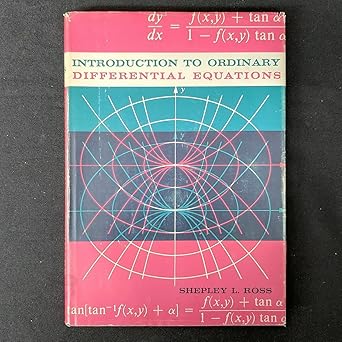 dy/dx = f(x,y) + tan α / 1 − f(x,y) tan α
INTRODUCTION TO ORDINARY
DIFFERENTIAL EQUATIONS
y
x
SHEPLEY L. ROSS
tan[tan⁻¹f(x,y) + α] = f(x,y) + tan α / 1 − f(x,y) tan α